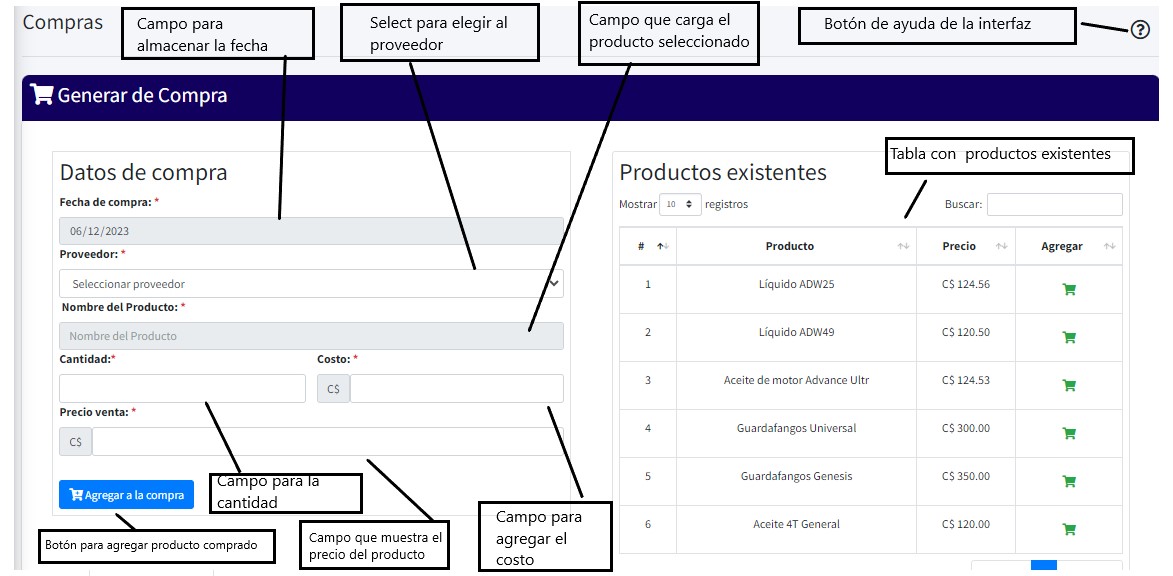 Compras
Campo para
almacenar la fecha
Select para elegir al
proveedor
Campo que carga el
producto seleccionado
Botón de ayuda de la interfaz
?
Generar de Compra
Datos de compra
Fecha de compra: *
06/12/2023
Proveedor: *
Seleccionar proveedor
Nombre del Producto: *
Nombre del Producto
Cantidad:*
Costo: *
C$
Precio venta: *
C$
Agregar a la compra
Campo para la
cantidad
Botón para agregar producto comprado
Campo que muestra el
precio del producto
Campo para
agregar el
costo
Tabla con productos existentes
Productos existentes
Mostrar 10 registros
Buscar:
# Producto Precio Agregar
1 Líquido ADW25 C$ 124.56
2 Líquido ADW49 C$ 120.50
3 Aceite de motor Advance Ultr C$ 124.53
4 Guardafangos Universal C$ 300.00
5 Guardafangos Genesis C$ 350.00
6 Aceite 4T General C$ 120.00